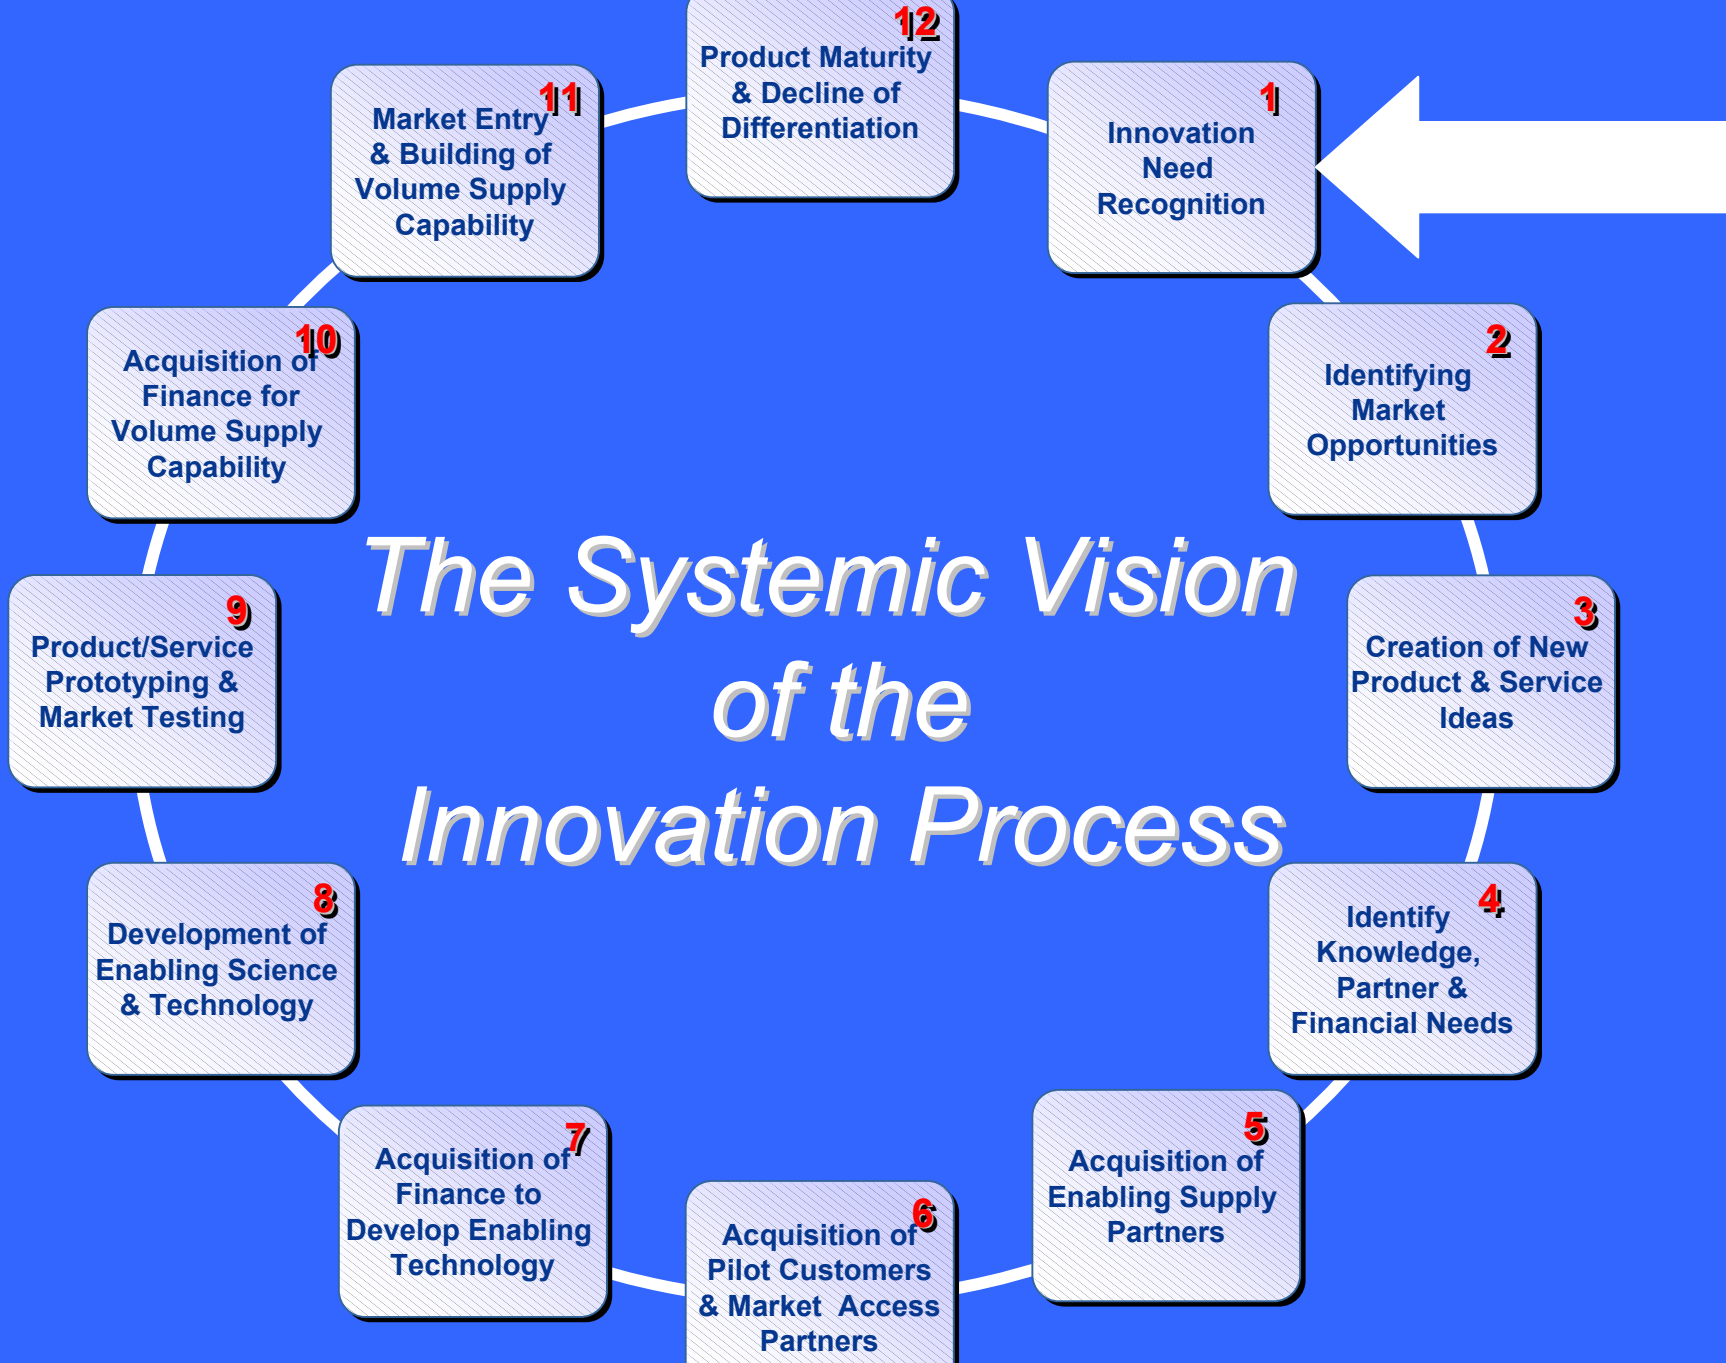 12
Product Maturity
& Decline of
Differentiation
1
Innovation
Need
Recognition
2
Identifying
Market
Opportunities
3
Creation of New
Product & Service
Ideas
4
Identify
Knowledge,
Partner &
Financial Needs
5
Acquisition of
Enabling Supply
Partners
6
Acquisition of
Pilot Customers
& Market Access
Partners
7
Acquisition of
Finance to
Develop Enabling
Technology
8
Development of
Enabling Science
& Technology
9
Product/Service
Prototyping &
Market Testing
10
Acquisition of
Finance for
Volume Supply
Capability
11
Market Entry
& Building of
Volume Supply
Capability
The Systemic Vision
of the
Innovation Process